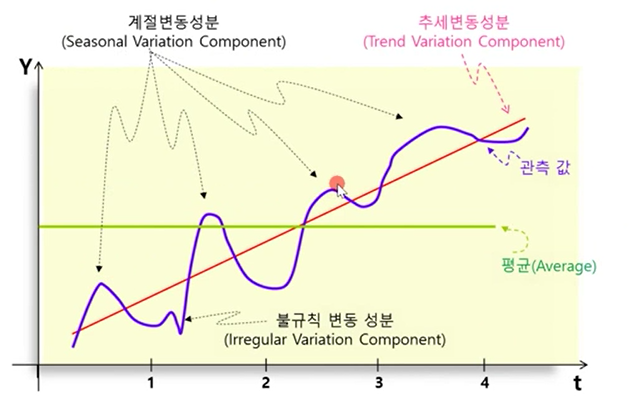 계절변동성분
(Seasonal Variation Component)
추세변동성분
(Trend Variation Component)
Y
관측 값
평균(Average)
불규칙 변동 성분
(Irregular Variation Component)
1
2
3
4
t